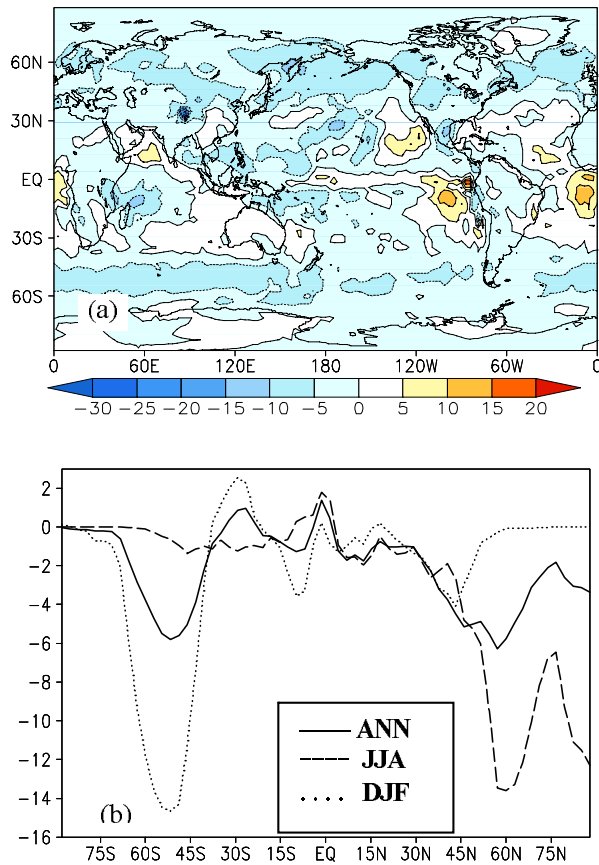 60N
30N
EQ
30S
60S
(a)
0 60E 120E 180 120W 60W 0
−30 −25 −20 −15 −10 −5 0 5 10 15 20
2
0
−2
−4
−6
−8
−10
−12
−14
−16
ANN
JJA
DJF
(b)
75S 60S 45S 30S 15S EQ 15N 30N 45N 60N 75N